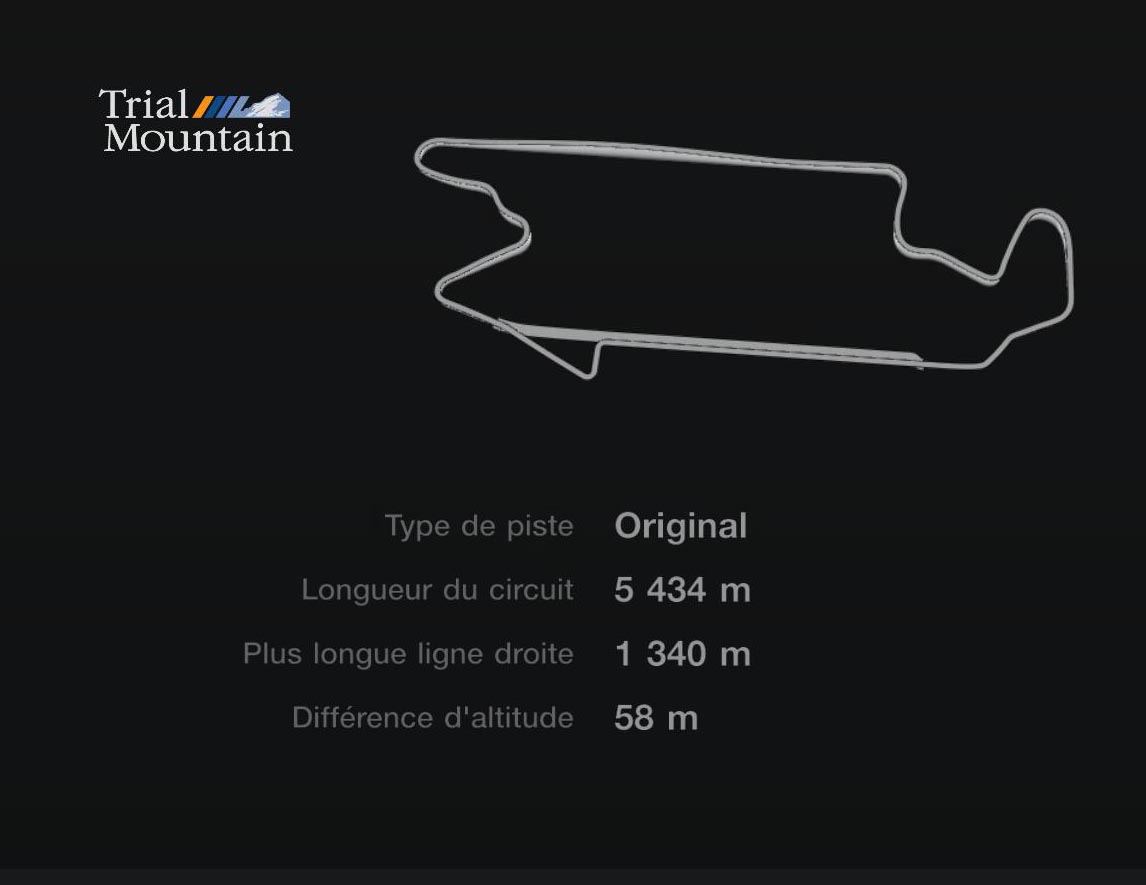 Trial
Mountain
Type de piste Original
Longueur du circuit 5 434 m
Plus longue ligne droite 1 340 m
Différence d'altitude 58 m